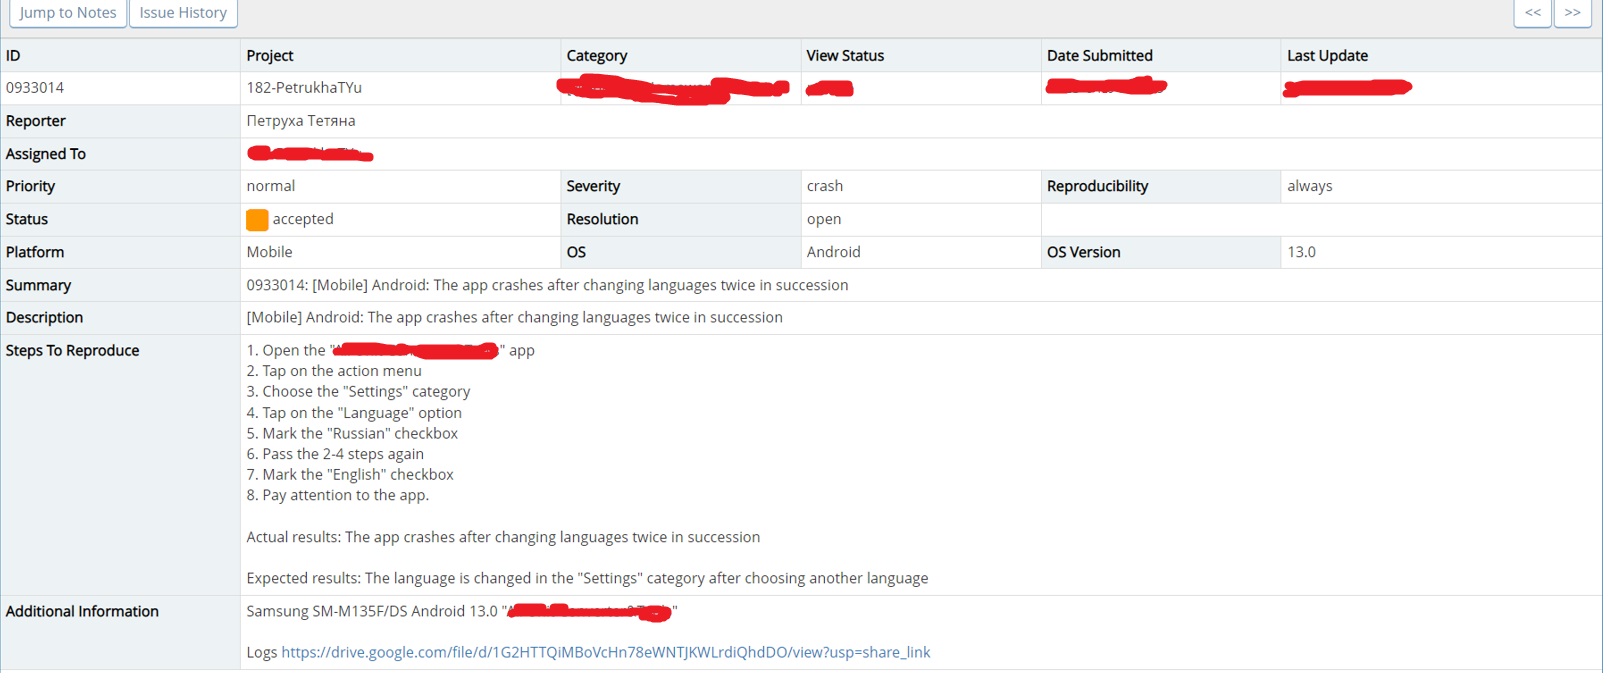 Jump to Notes Issue History << >>
ID Project Category View Status Date Submitted Last Update
0933014 182-PetrukhaTYu
Reporter Петруха Тетяна
Assigned To
Priority normal Severity crash Reproducibility always
Status accepted Resolution open
Platform Mobile OS Android OS Version 13.0
Summary 0933014: [Mobile] Android: The app crashes after changing languages twice in succession
Description [Mobile] Android: The app crashes after changing languages twice in succession
Steps To Reproduce 1. Open the "" app
2. Tap on the action menu
3. Choose the "Settings" category
4. Tap on the "Language" option
5. Mark the "Russian" checkbox
6. Pass the 2-4 steps again
7. Mark the "English" checkbox
8. Pay attention to the app.
Actual results: The app crashes after changing languages twice in succession
Expected results: The language is changed in the "Settings" category after choosing another language
Additional Information Samsung SM-M135F/DS Android 13.0 ""
Logs https://drive.google.com/file/d/1G2HTTQiMBoVcHn78eWNTJKWLrdiQhdDO/view?usp=share_link